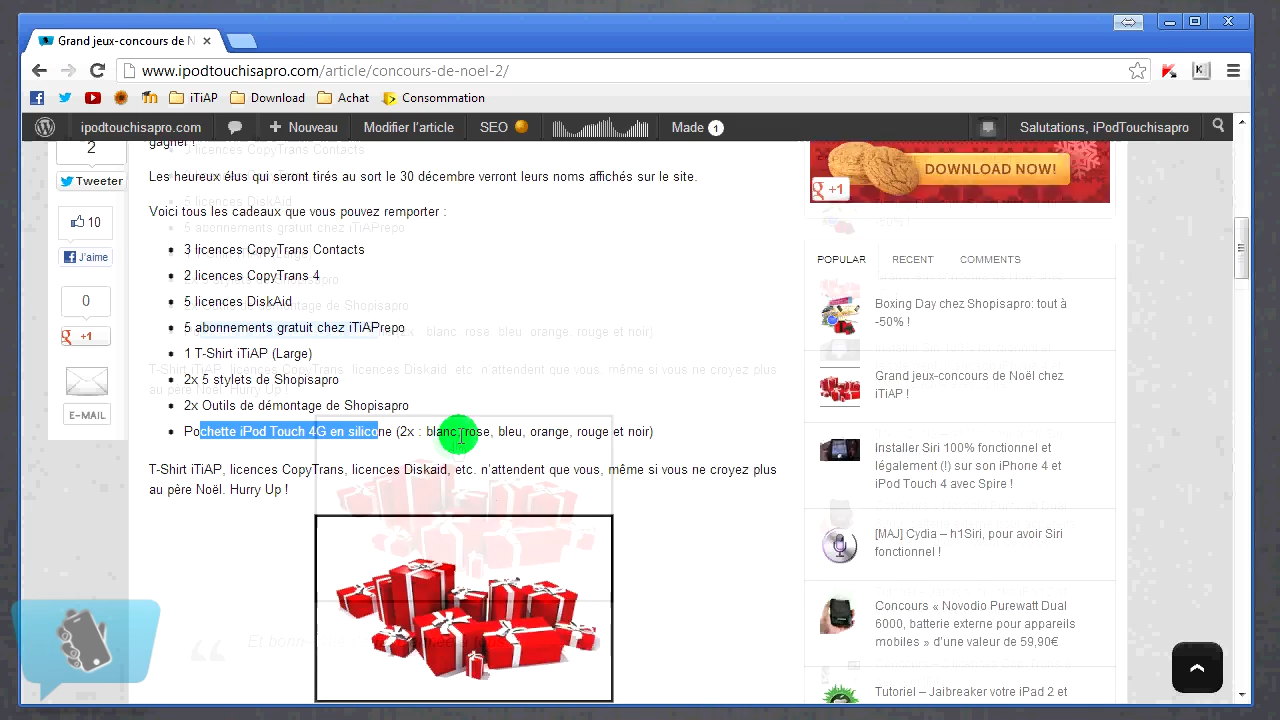 Grand jeux-concours de N
www.ipodtouchisapro.com/article/concours-de-noel-2/
iTiAP
Download
Achat
Consommation
ipodtouchisapro.com
Nouveau
Modifier l'article
SEO
Made 1
Salutations, iPodTouchisapro
gagner !
2
Tweeter
10
J'aime
0
+1
E-MAIL
Les heureux élus qui seront tirés au sort le 30 décembre verront leurs noms affichés sur le site.
Voici tous les cadeaux que vous pouvez remporter :
3 licences CopyTrans Contacts
2 licences CopyTrans 4
5 licences DiskAid
5 abonnements gratuit chez iTiAPrepo
1 T-Shirt iTiAP (Large)
2x 5 stylets de Shopisapro
2x Outils de démontage de Shopisapro
Pochette iPod Touch 4G en silicone (2x : blanc, rose, bleu, orange, rouge et noir)
T-Shirt iTiAP, licences CopyTrans, licences Diskaid, etc. n'attendent que vous, même si vous ne croyez plus
au père Noël. Hurry Up !
DOWNLOAD NOW!
g +1
POPULAR
RECENT
COMMENTS
Boxing Day chez Shopisapro: tout à
-50% !
Grand jeux-concours de Noël chez
iTiAP !
Installer Siri 100% fonctionnel et
légalement (!) sur son iPhone 4 et
iPod Touch 4 avec Spire !
[MAJ] Cydia – h1Siri, pour avoir Siri
fonctionnel !
Concours « Novodio Purewatt Dual
6000, batterie externe pour appareils
mobiles » d'une valeur de 59,90€
Tutoriel – Jailbreaker votre iPad 2 et